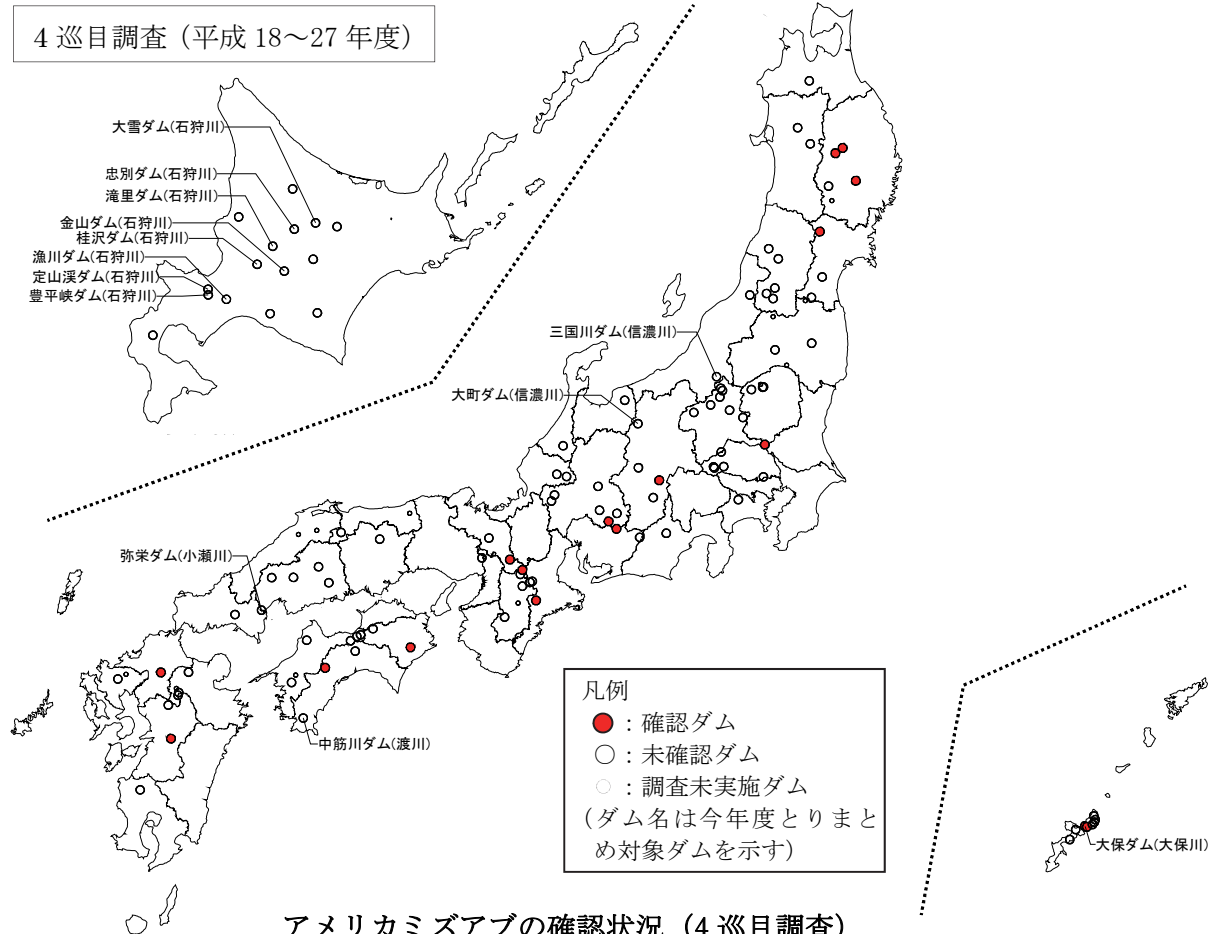 4巡目調査（平成 18～27 年度）
大雪ダム(石狩川)
忠別ダム(石狩川)
滝里ダム(石狩川)
金山ダム(石狩川)
桂沢ダム(石狩川)
漁川ダム(石狩川)
定山渓ダム(石狩川)
豊平峡ダム(石狩川)
三国川ダム(信濃川)
大町ダム(信濃川)
弥栄ダム(小瀬川)
中筋川ダム(渡川)
大保ダム(大保川)
凡例
：確認ダム
：未確認ダム
：調査未実施ダム
(ダム名は今年度とりまと
め対象ダムを示す)
アメリカミズアブの確認状況（4巡目調査）